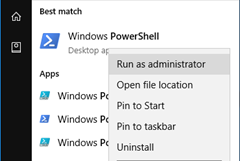 Best match
Windows PowerShell
Desktop ap
Run as administrator
Open file location
Apps
Windows Po
Pin to Start
Windows Po
Pin to taskbar
Windows Po
Uninstall